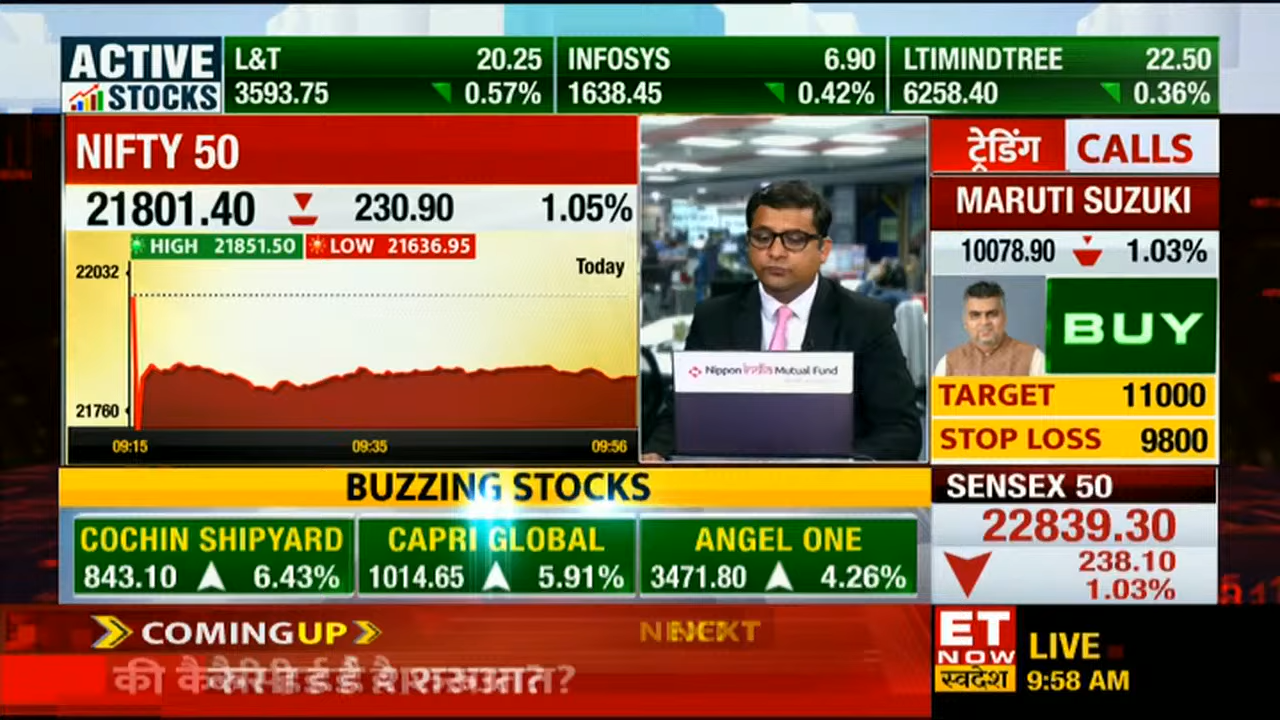 ACTIVE STOCKS
L&T 20.25
3593.75 0.57%
INFOSYS 6.90
1638.45 0.42%
LTIMINDTREE 22.50
6258.40 0.36%
NIFTY 50
21801.40 230.90 1.05%
HIGH 21851.50 LOW 21636.95
Today
22032
21760
09:15 09:35 09:56
Nippon india Mutual Fund
ट्रेडिंग CALLS
MARUTI SUZUKI
10078.90 1.03%
BUY
TARGET 11000
STOP LOSS 9800
BUZZING STOCKS
COCHIN SHIPYARD
843.10 6.43%
CAPRI GLOBAL
1014.65 5.91%
ANGEL ONE
3471.80 4.26%
SENSEX 50
22839.30
238.10
1.03%
COMING UP
ET NOW स्वदेश
LIVE
9:58 AM